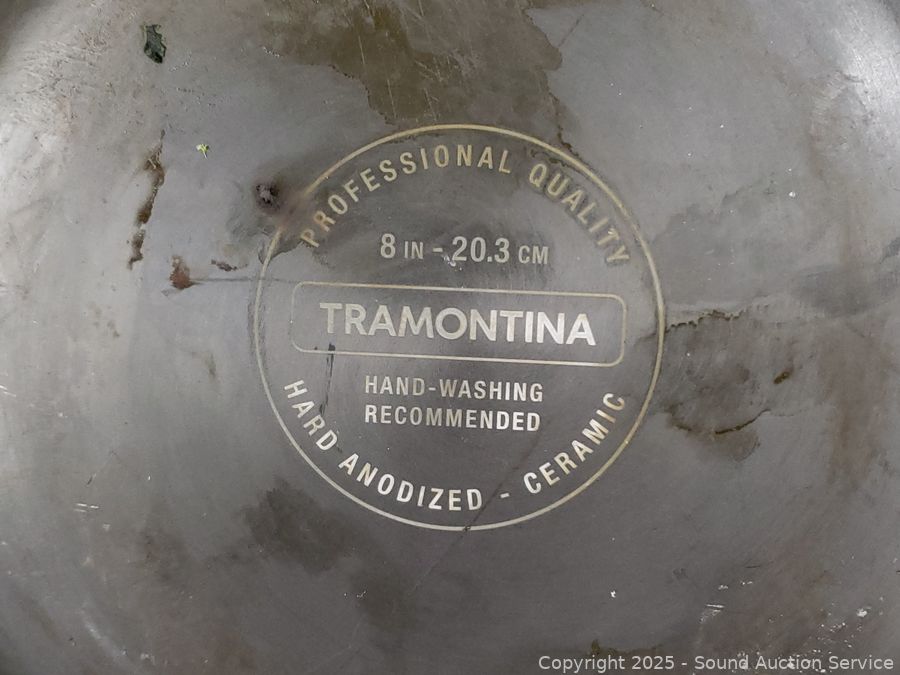 PROFESSIONAL QUALITY
8 IN - 20.3 CM
TRAMONTINA
HAND-WASHING
RECOMMENDED
HARD ANODIZED - CERAMIC
Copyright 2025 - Sound Auction Service